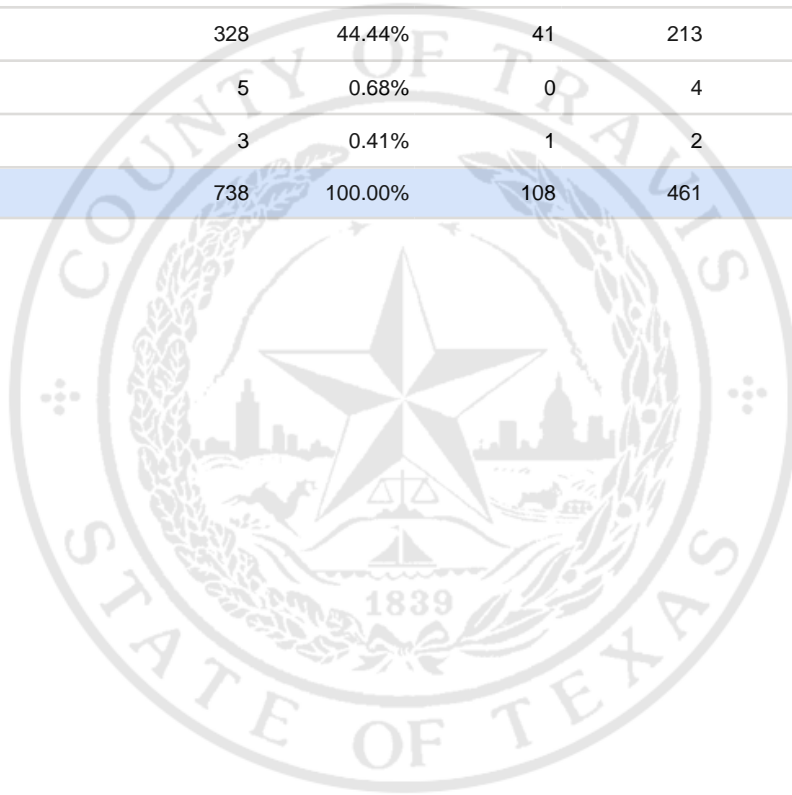 328 44.44% 41 213
5 0.68% 0 4
3 0.41% 1 2
738 100.00% 108 461
COUNTY OF TRAVIS
1839
STATE OF TEXAS